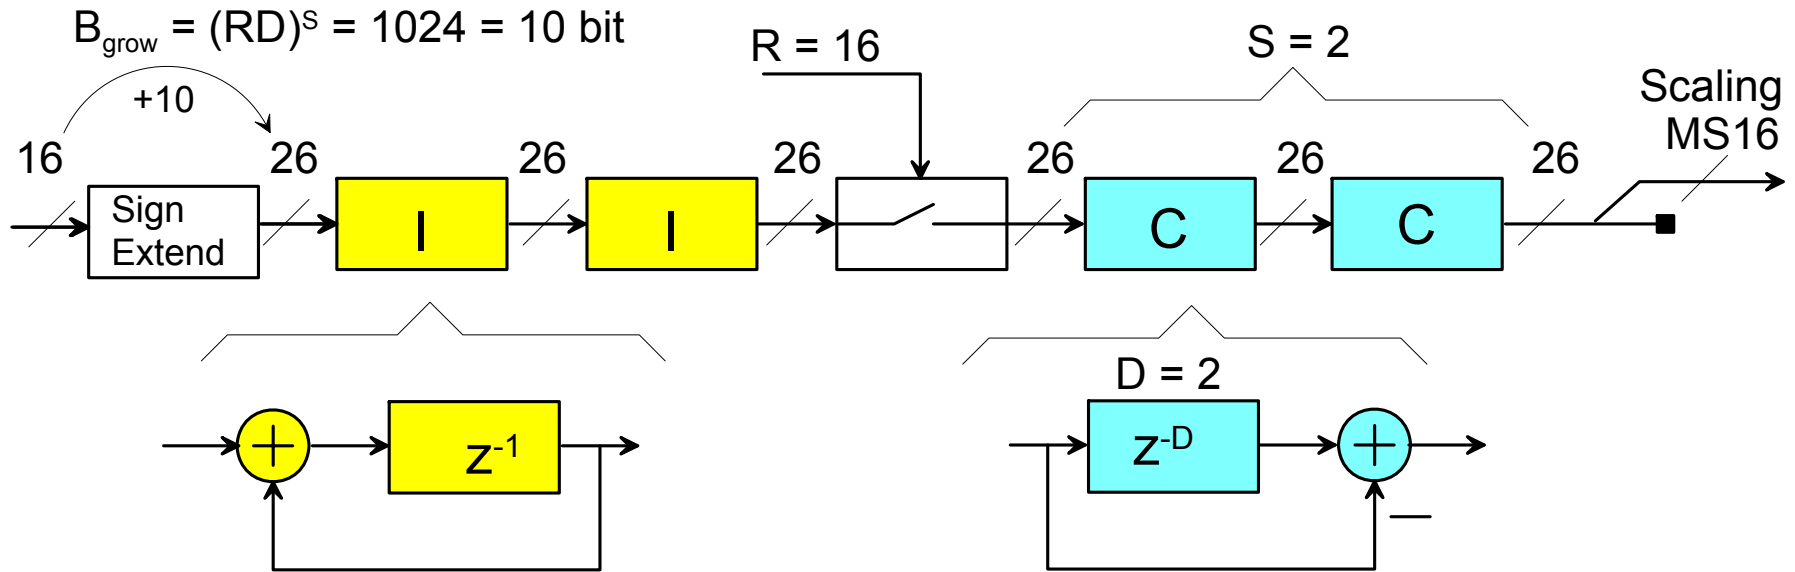 B_grow = (RD)^S = 1024 = 10 bit
R = 16
S = 2
Scaling
MS16
+10
16
26
26
26
26
26
26
Sign
Extend
I
I
C
C
D = 2
+
z^-1
z^-D
+
—